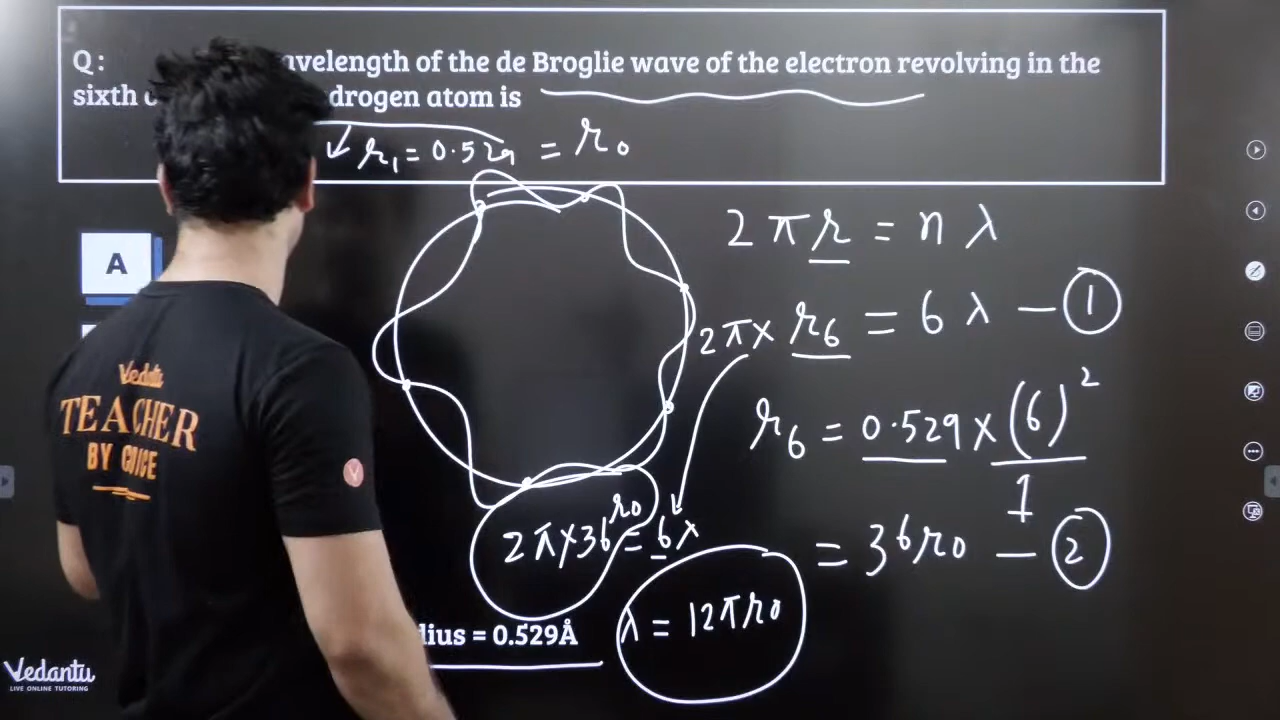 Q :
wavelength of the de Broglie wave of the electron revolving in the
sixth
drogen atom is
r₁ = 0.529 = r₀
A
2πr = nλ
2π× r₆ = 6λ — ①
r₆ = 0.529 × (6)²
1
= 36r₀ — ②
2π×36r₀ = 6λ
λ = 12πr₀
dius = 0.529Å
Vedantu
TEACHER
BY CHOICE
V
Vedantu
LIVE ONLINE TUTORING